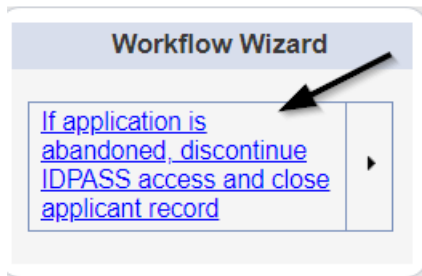 Workflow Wizard
If application is
abandoned, discontinue
IDPASS access and close
applicant record